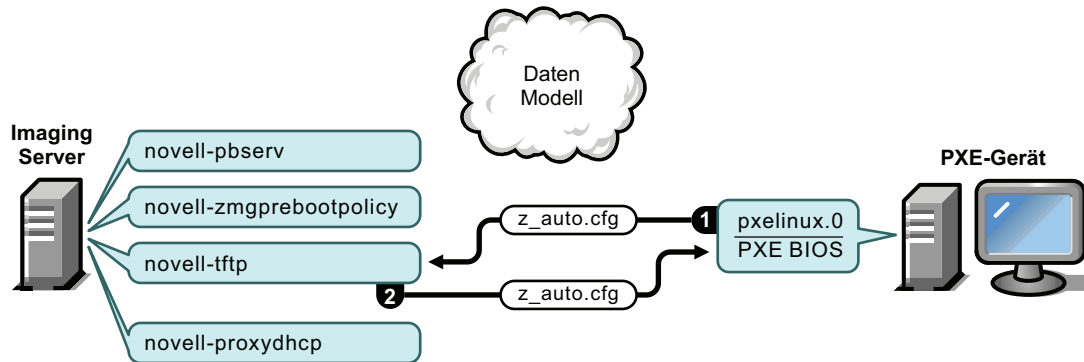 Daten
Modell
Imaging
Server
novell-pbserv
novell-zmgprebootpolicy
novell-tftp
novell-proxydhcp
z_auto.cfg
1
2
z_auto.cfg
pxelinux.0
PXE BIOS
PXE-Gerät